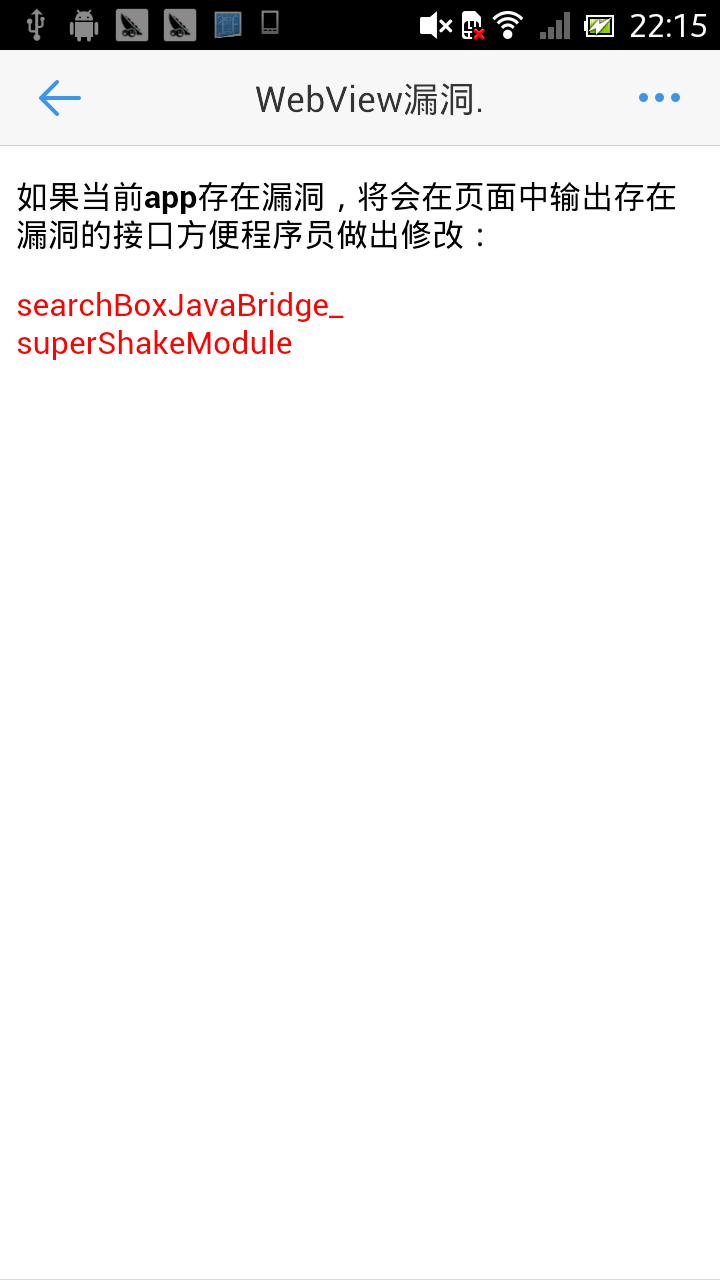 22:15
WebView漏洞.
如果当前app存在漏洞，将会在页面中输出存在
漏洞的接口方便程序员做出修改：
searchBoxJavaBridge_
superShakeModule